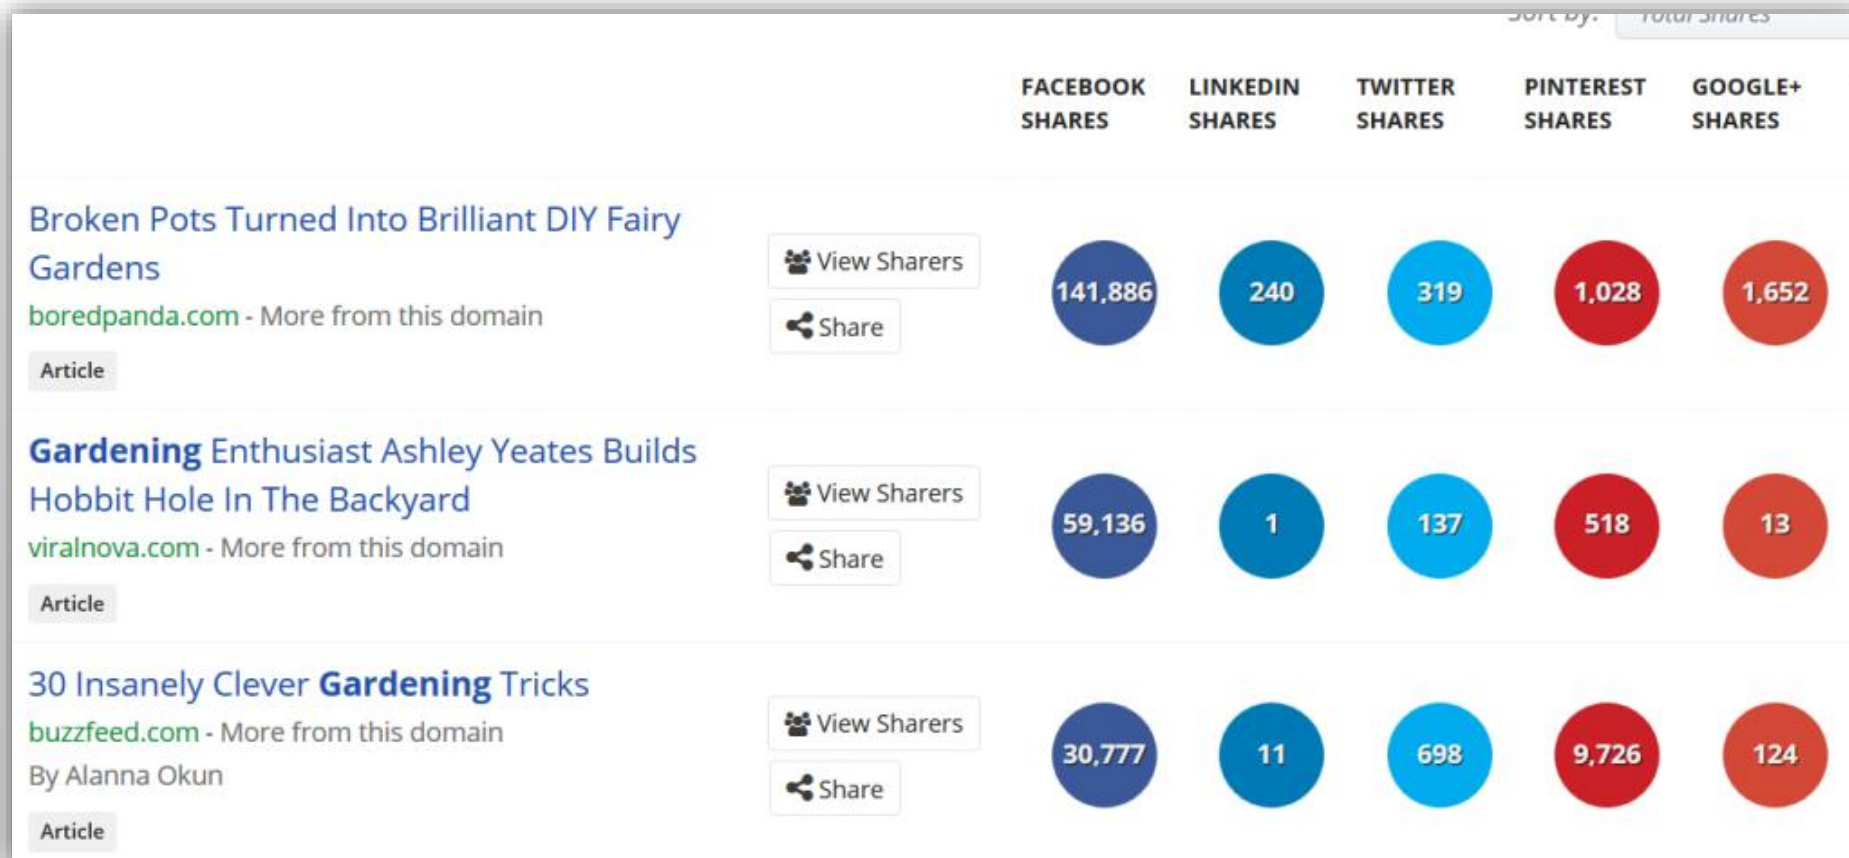 Sort by: Total Shares
FACEBOOK SHARES
LINKEDIN SHARES
TWITTER SHARES
PINTEREST SHARES
GOOGLE+ SHARES
Broken Pots Turned Into Brilliant DIY Fairy
Gardens
boredpanda.com - More from this domain
Article
View Sharers
Share
141,886
240
319
1,028
1,652
Gardening Enthusiast Ashley Yeates Builds
Hobbit Hole In The Backyard
viralnova.com - More from this domain
Article
View Sharers
Share
59,136
1
137
518
13
30 Insanely Clever Gardening Tricks
buzzfeed.com - More from this domain
By Alanna Okun
Article
View Sharers
Share
30,777
11
698
9,726
124